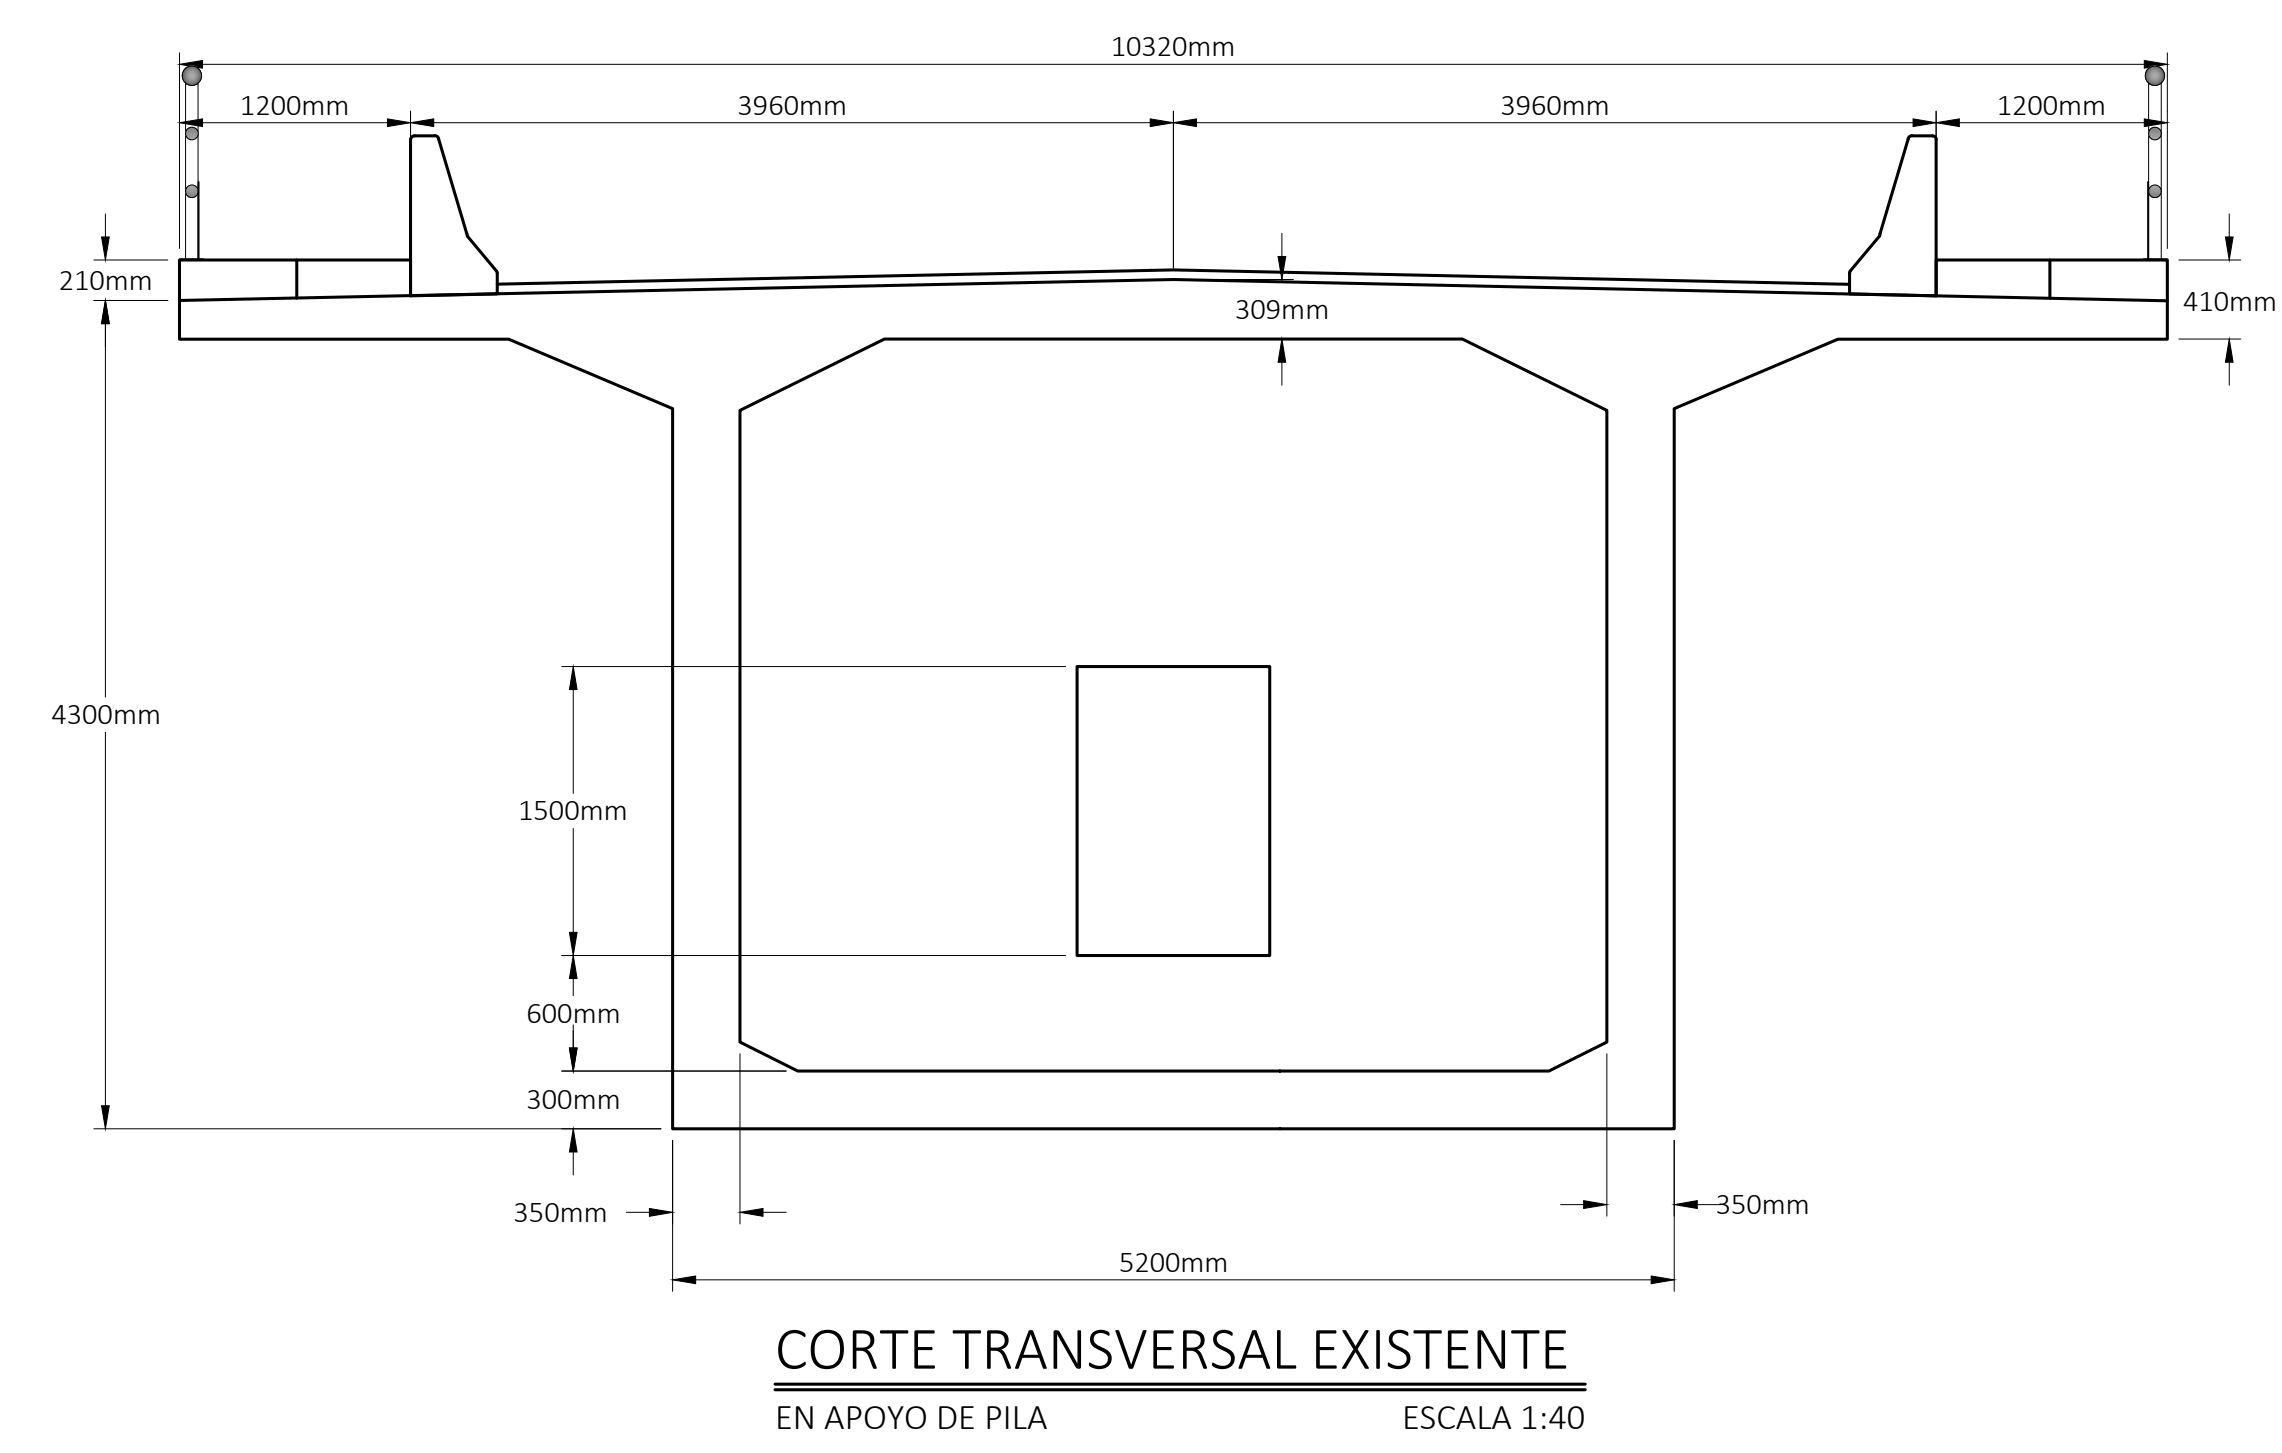 10320mm
1200mm
3960mm
3960mm
1200mm
210mm
309mm
410mm
4300mm
1500mm
600mm
300mm
350mm
350mm
5200mm
CORTE TRANSVERSAL EXISTENTE
EN APOYO DE PILA
ESCALA 1:40